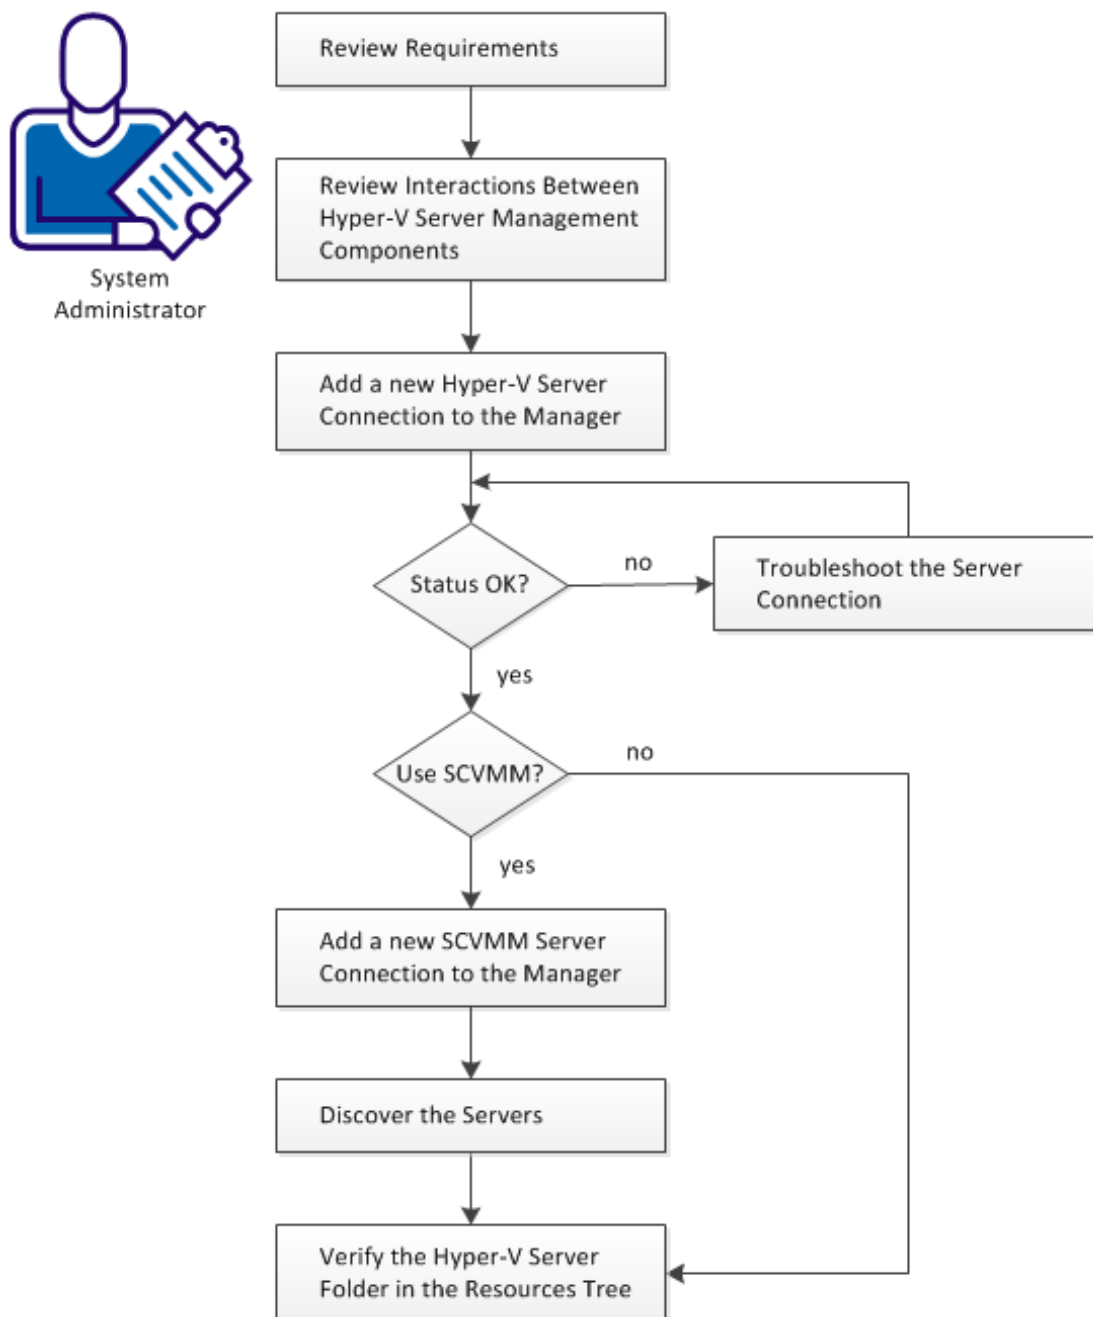 Review Requirements
System
Administrator
Review Interactions Between
Hyper-V Server Management
Components
Add a new Hyper-V Server
Connection to the Manager
Status OK?
no
Troubleshoot the Server
Connection
yes
Use SCVMM?
no
yes
Add a new SCVMM Server
Connection to the Manager
Discover the Servers
Verify the Hyper-V Server
Folder in the Resources Tree